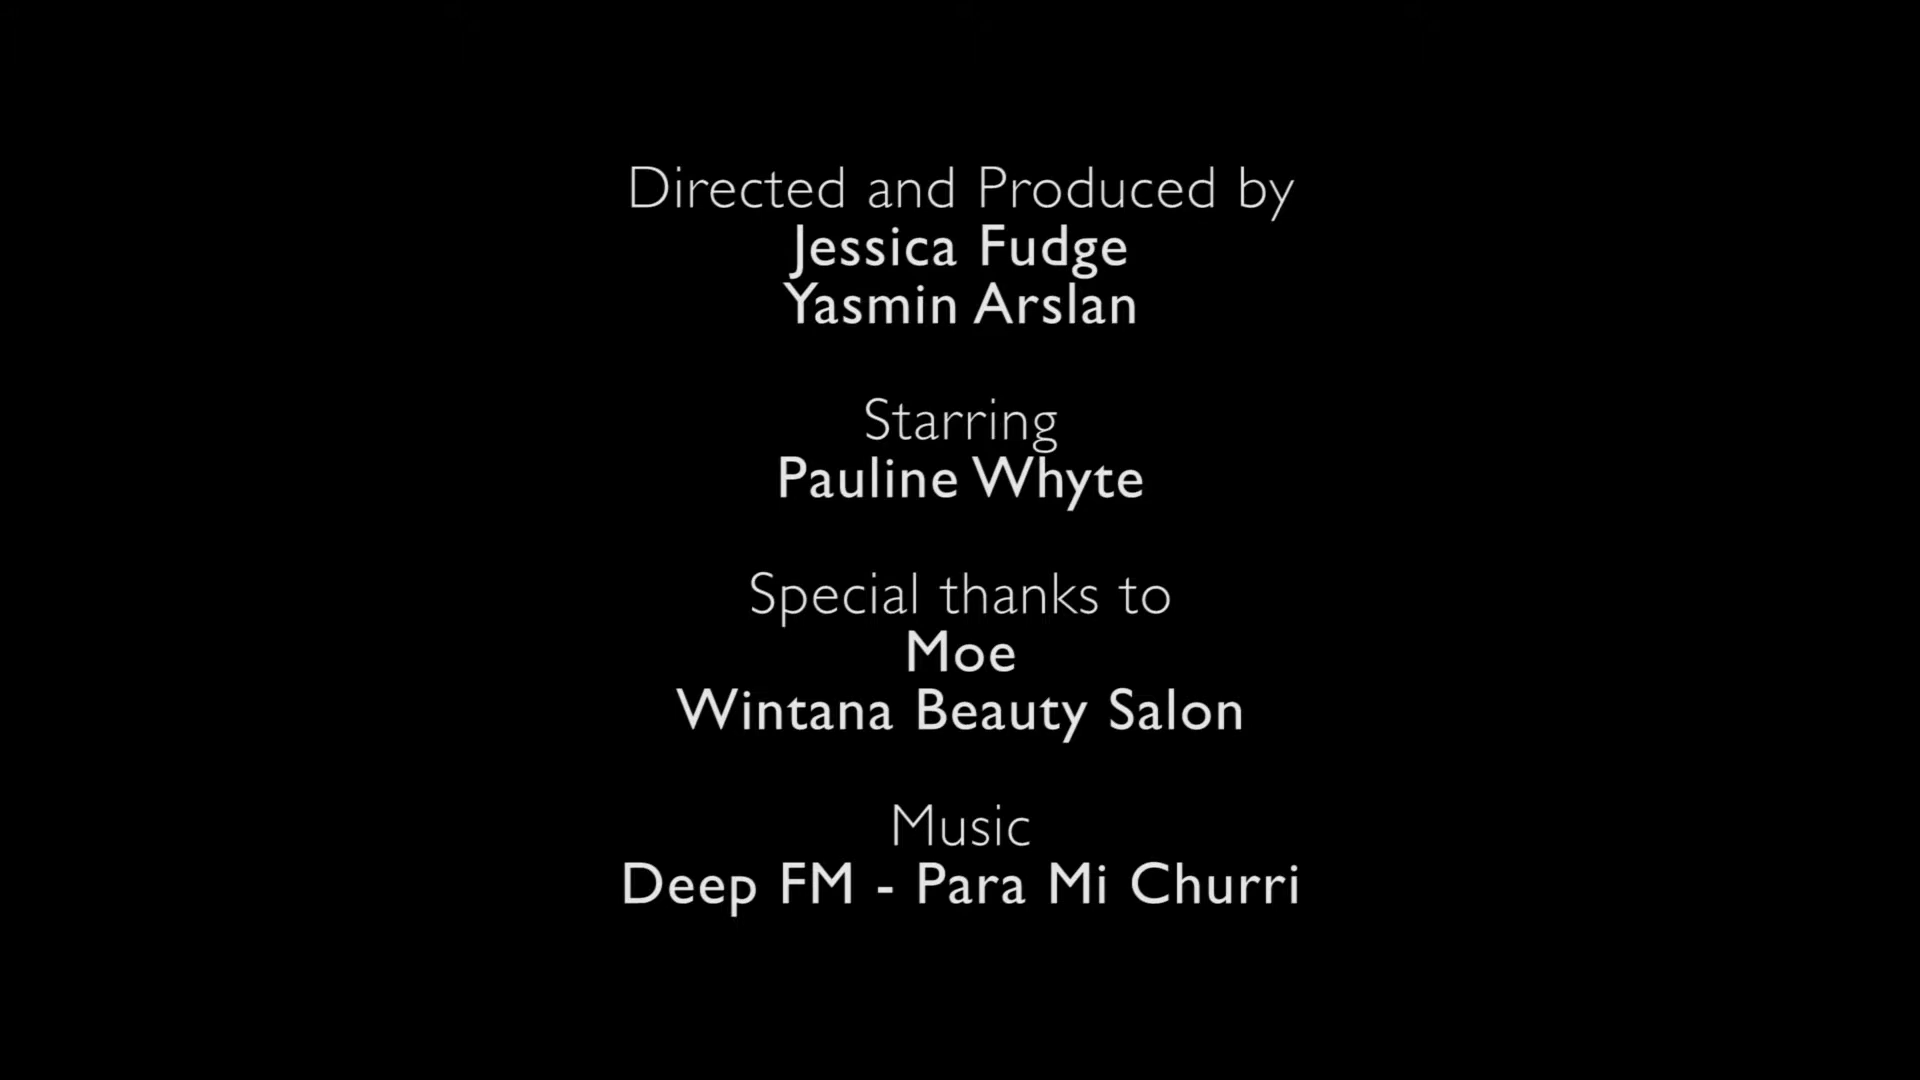 Directed and Produced by
Jessica Fudge
Yasmin Arslan
Starring
Pauline Whyte
Special thanks to
Moe
Wintana Beauty Salon
Music
Deep FM - Para Mi Churri